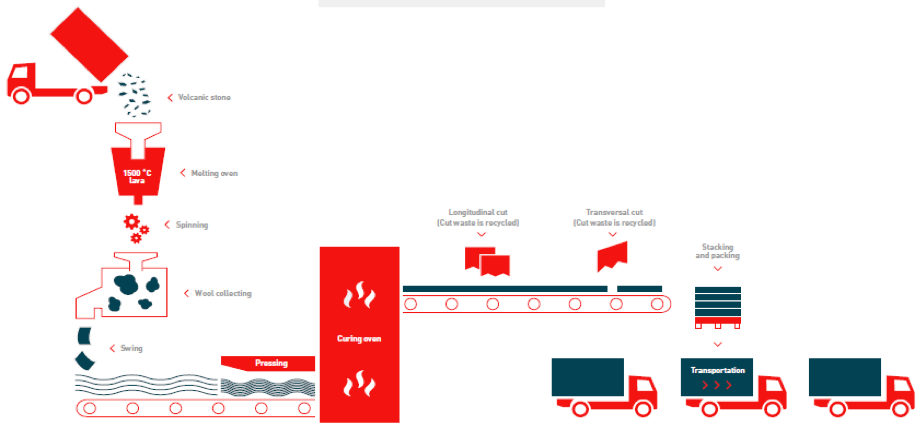 Volcanic stone
1500 °C
lava
Melting oven
Spinning
Wool collecting
Swing
Pressing
Curing oven
Longitudinal cut
(Cut waste is recycled)
Transversal cut
(Cut waste is recycled)
Stacking
and packing
Transportation